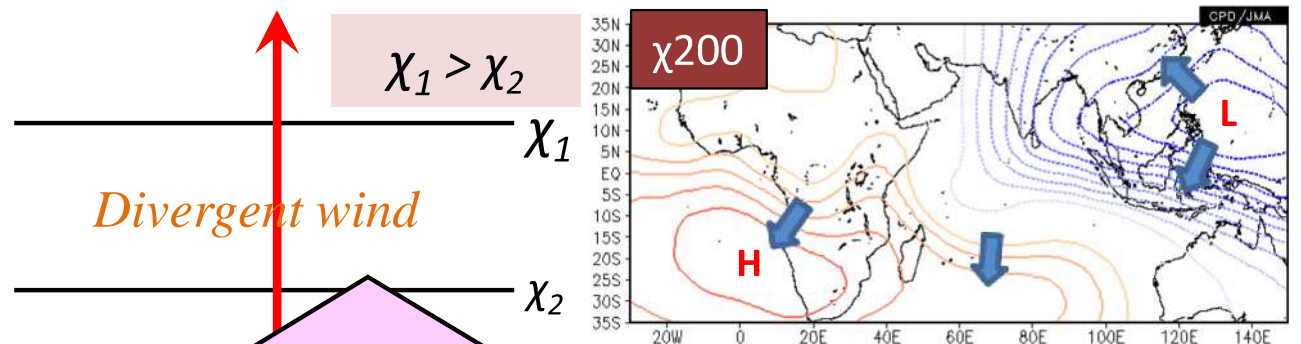 χ1 > χ2
χ1
Divergent wind
χ2
χ200
CPD/JMA
35N
30N
25N
20N
15N
10N
5N
EQ
5S
10S
15S
20S
25S
30S
35S
L
H
20W 0 20E 40E 60E 80E 100E 120E 140E